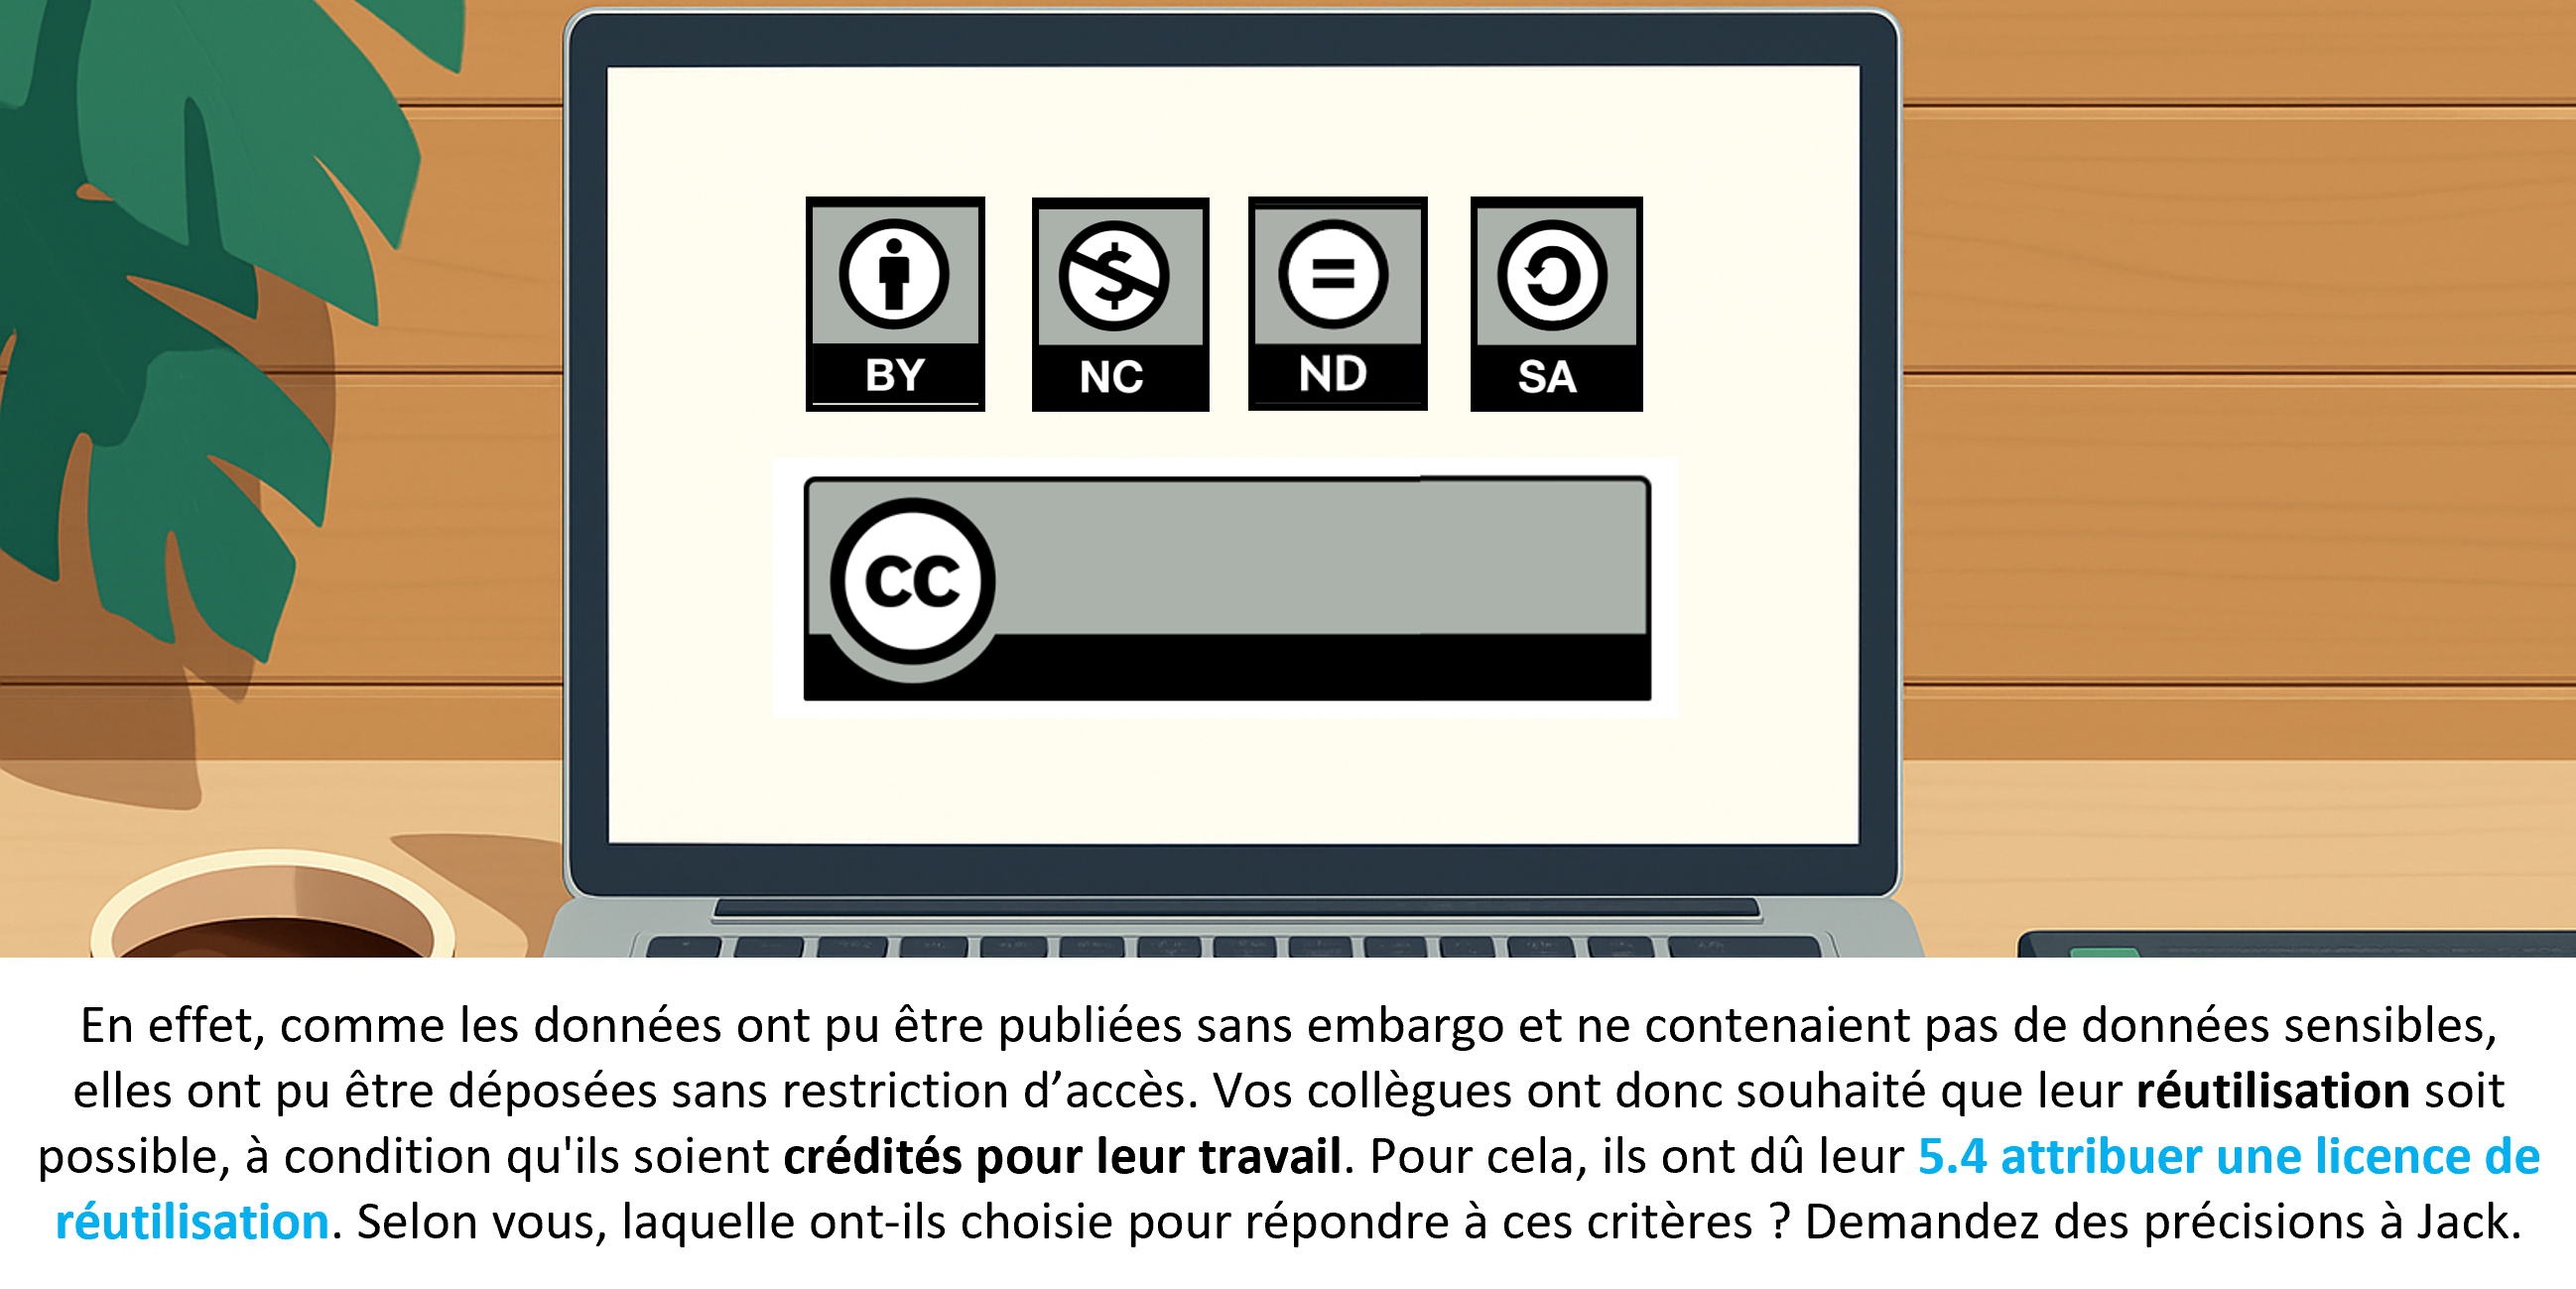 BY NC ND SA
CC
En effet, comme les données ont pu être publiées sans embargo et ne contenaient pas de données sensibles,
elles ont pu être déposées sans restriction d’accès. Vos collègues ont donc souhaité que leur réutilisation soit
possible, à condition qu'ils soient crédités pour leur travail. Pour cela, ils ont dû leur 5.4 attribuer une licence de
réutilisation. Selon vous, laquelle ont-ils choisie pour répondre à ces critères ? Demandez des précisions à Jack.